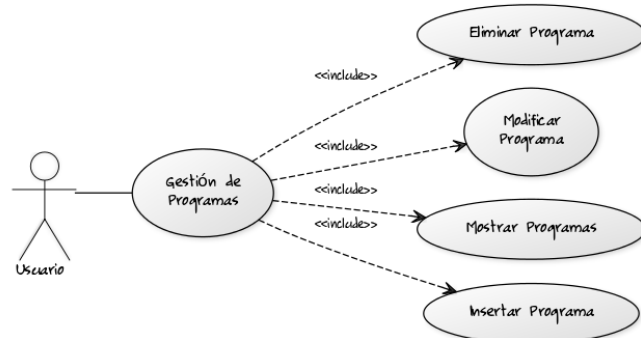 Eliminar Programa
<<include>>
Modificar
Programa
<<include>>
Gestión de
Programas
<<include>>
Mostrar Programas
<<include>>
Usuario
Insertar Programa